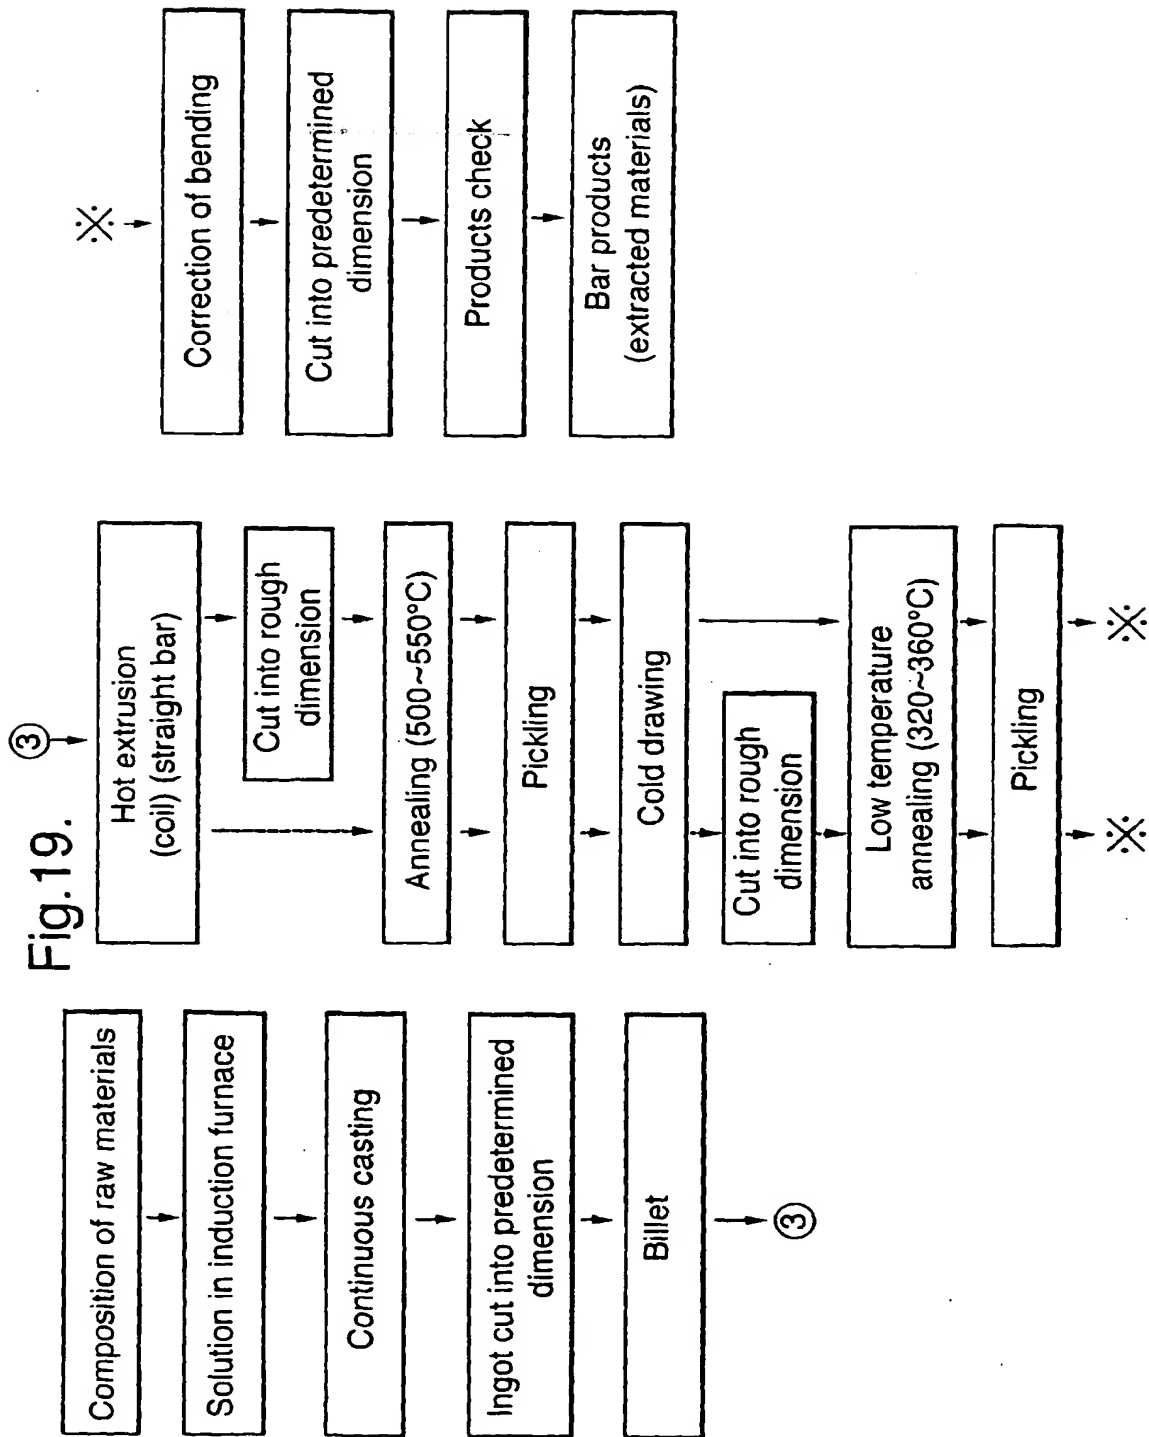 Fig.19.
Composition of raw materials
Solution in induction furnace
Continuous casting
Ingot cut into predetermined
dimension
Billet
③
③
Hot extrusion
(coil) (straight bar)
Cut into rough
dimension
Annealing (500~550°C)
Pickling
Cold drawing
Cut into rough
dimension
Low temperature
annealing (320~360°C)
Pickling
※
※
※
Correction of bending
Cut into predetermined
dimension
Products check
Bar products
(extracted materials)